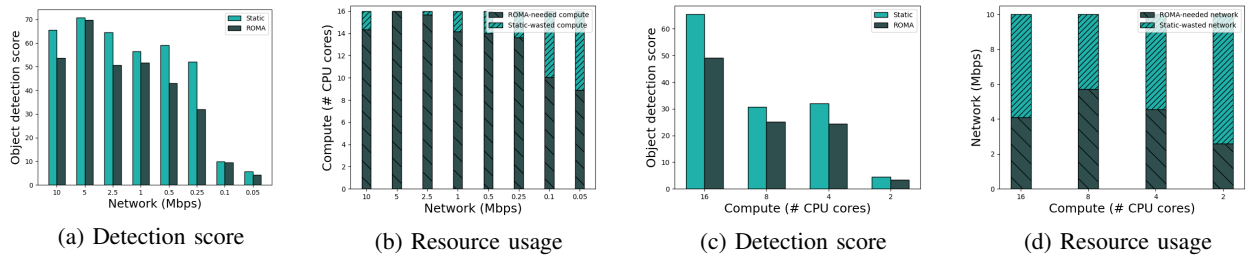 Object detection score
70
60
50
40
30
20
10
0
Static
ROMA
10 5 2.5 1 0.5 0.25 0.1 0.05
Network (Mbps)
(a) Detection score
Compute (# CPU cores)
16
14
12
10
8
6
4
2
0
ROMA-needed compute
Static-wasted compute
10 5 2.5 1 0.5 0.25 0.1 0.05
Network (Mbps)
(b) Resource usage
Object detection score
60
50
40
30
20
10
0
Static
ROMA
16 8 4 2
Compute (# CPU cores)
(c) Detection score
Network (Mbps)
10
8
6
4
2
0
ROMA-needed network
Static-wasted network
16 8 4 2
Compute (# CPU cores)
(d) Resource usage